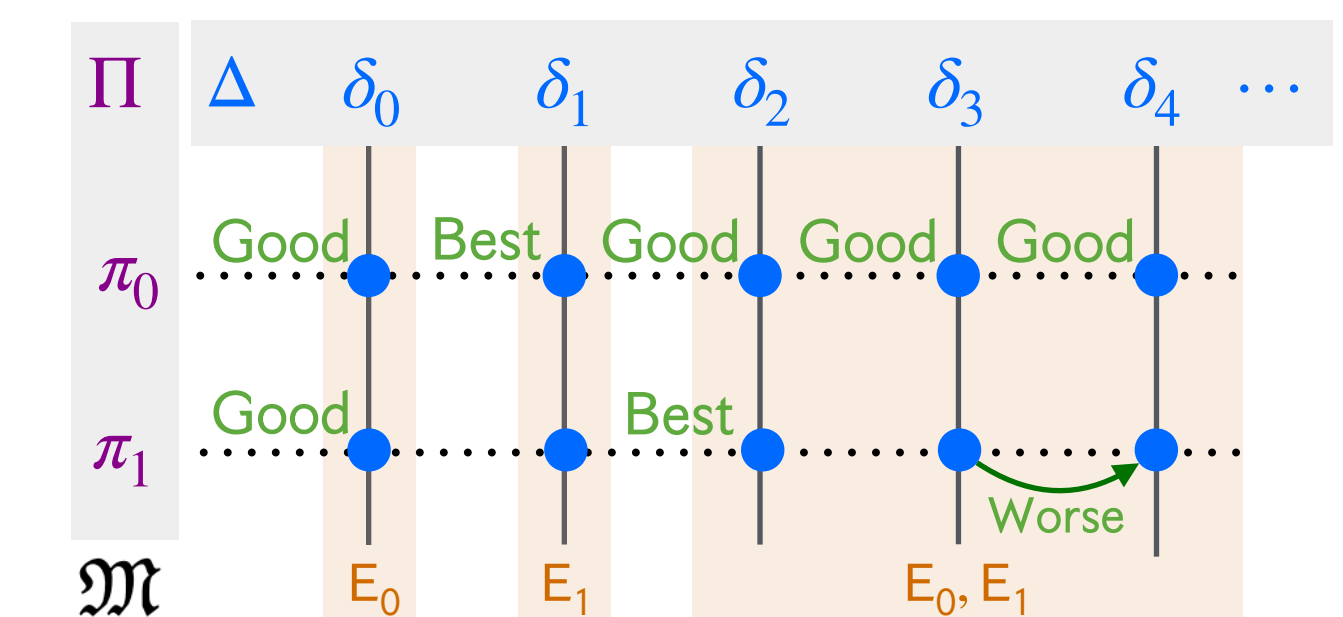 Π Δ δ₀ δ₁ δ₂ δ₃ δ₄ ⋯
Good Best Good Good Good
π₀
Good Best
π₁
Worse
𝔐 E₀ E₁ E₀, E₁